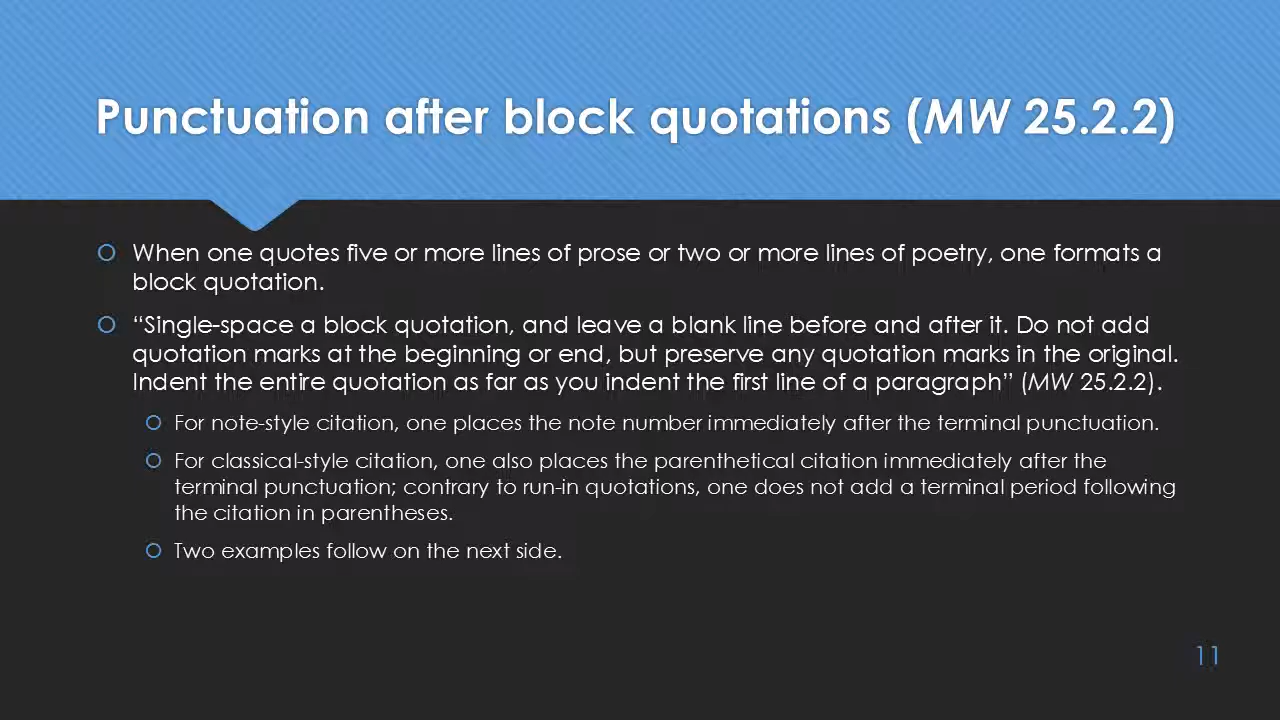 Punctuation after block quotations (MW 25.2.2)
When one quotes five or more lines of prose or two or more lines of poetry, one formats a
block quotation.
“Single-space a block quotation, and leave a blank line before and after it. Do not add
quotation marks at the beginning or end, but preserve any quotation marks in the original.
Indent the entire quotation as far as you indent the first line of a paragraph” (MW 25.2.2).
For note-style citation, one places the note number immediately after the terminal punctuation.
For classical-style citation, one also places the parenthetical citation immediately after the
terminal punctuation; contrary to run-in quotations, one does not add a terminal period following
the citation in parentheses.
Two examples follow on the next side.
11